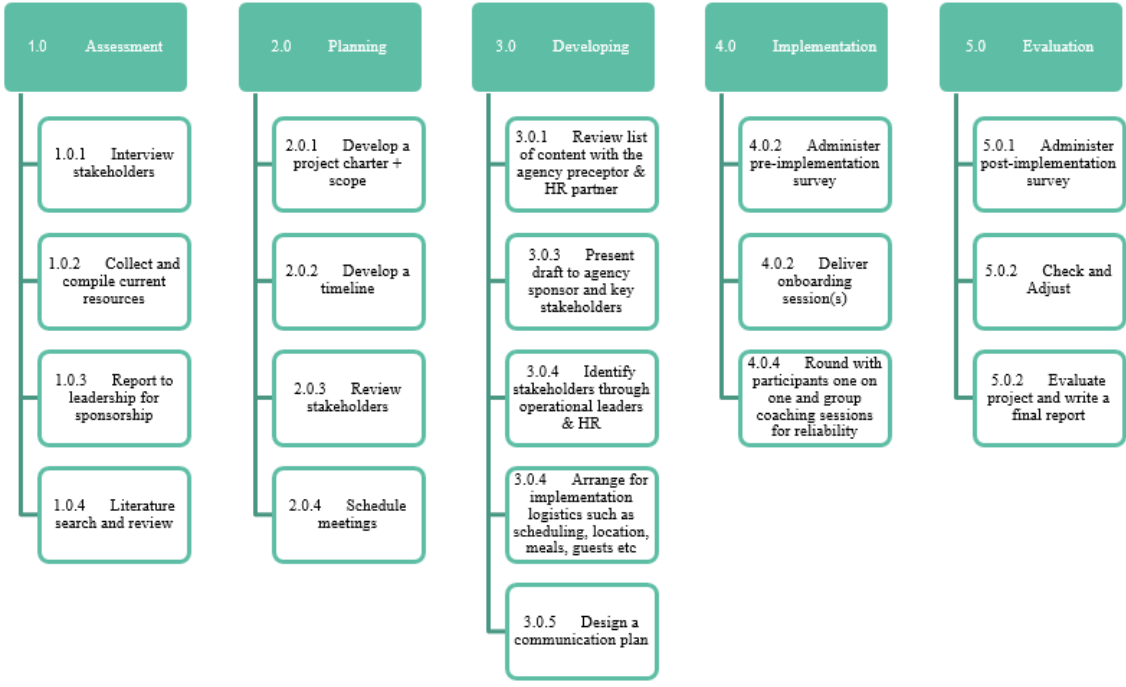 1.0 Assessment
1.0.1 Interview
stakeholders
1.0.2 Collect and
compile current
resources
1.0.3 Report to
leadership for
sponsorship
1.0.4 Literature
search and review
2.0 Planning
2.0.1 Develop a
project charter +
scope
2.0.2 Develop a
timeline
2.0.3 Review
stakeholders
2.0.4 Schedule
meetings
3.0 Developing
3.0.1 Review list
of content with the
agency preceptor &
HR partner
3.0.3 Present
draft to agency
sponsor and key
stakeholders
3.0.4 Identify
stakeholders through
operational leaders
& HR
3.0.4 Arrange for
implementation
logistics such as
scheduling, location,
meals, guests etc
3.0.5 Design a
communication plan
4.0 Implementation
4.0.2 Administer
pre-implementation
survey
4.0.2 Deliver
onboarding
session(s)
4.0.4 Round with
participants one on
one and group
coaching sessions
for reliability
5.0 Evaluation
5.0.1 Administer
post-implementation
survey
5.0.2 Check and
Adjust
5.0.2 Evaluate
project and write a
final report